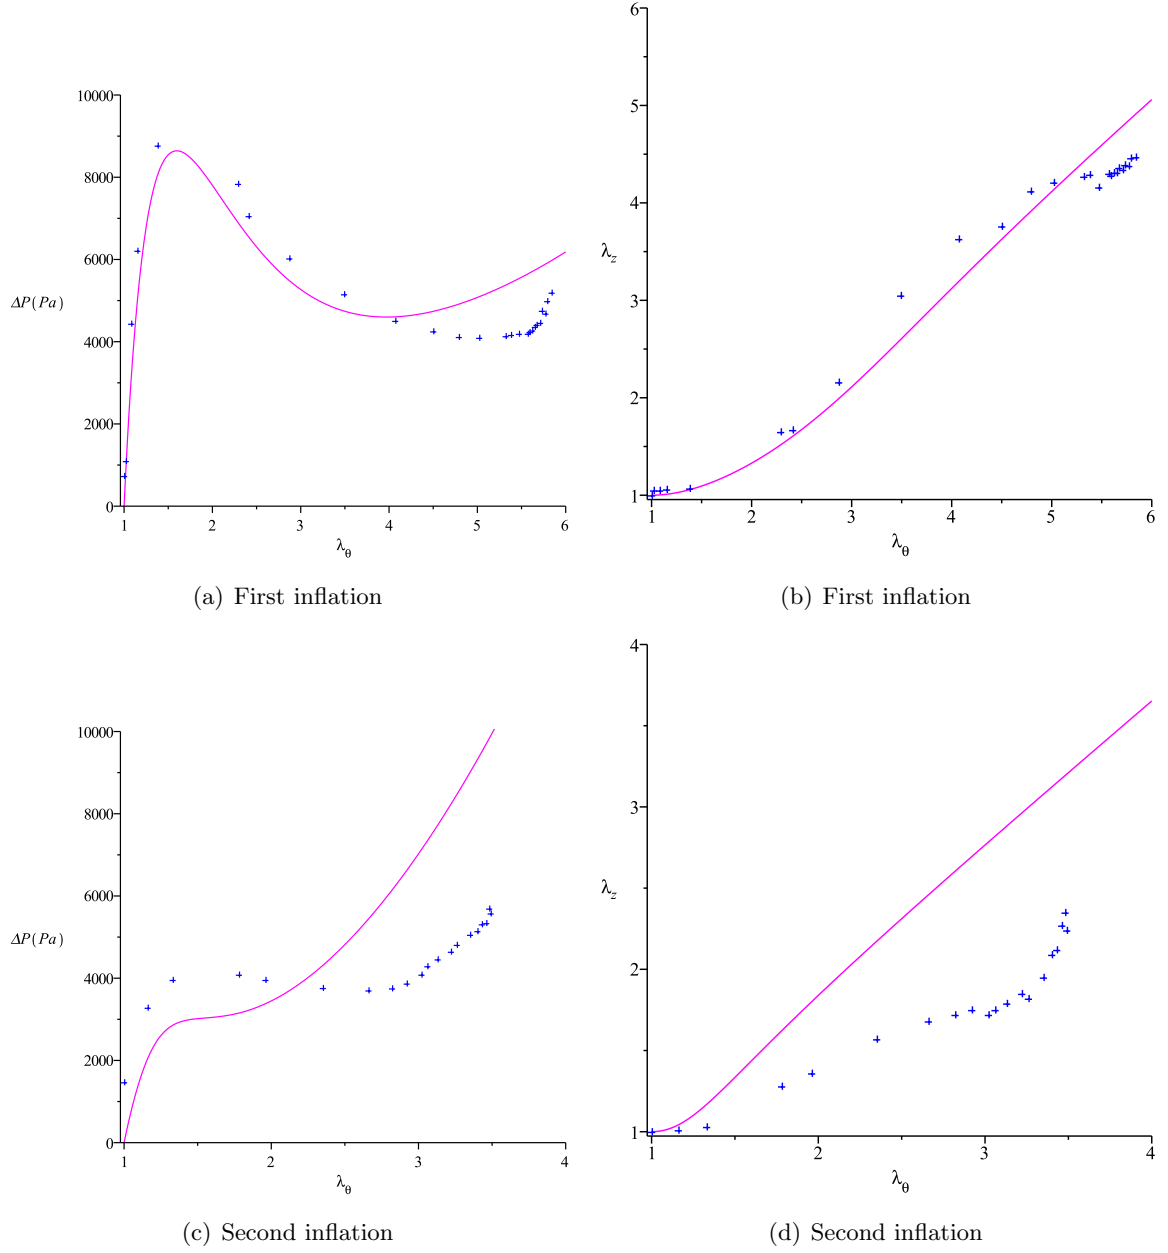 10000
8000
6000
ΔP(Pa)
4000
2000
0
1 2 3 4 5 6
λθ
(a) First inflation
6
5
4
λz
3
2
1
1 2 3 4 5 6
λθ
(b) First inflation
10000
8000
6000
ΔP(Pa)
4000
2000
0
1 2 3 4
λθ
(c) Second inflation
4
3
λz
2
1
1 2 3 4
λθ
(d) Second inflation